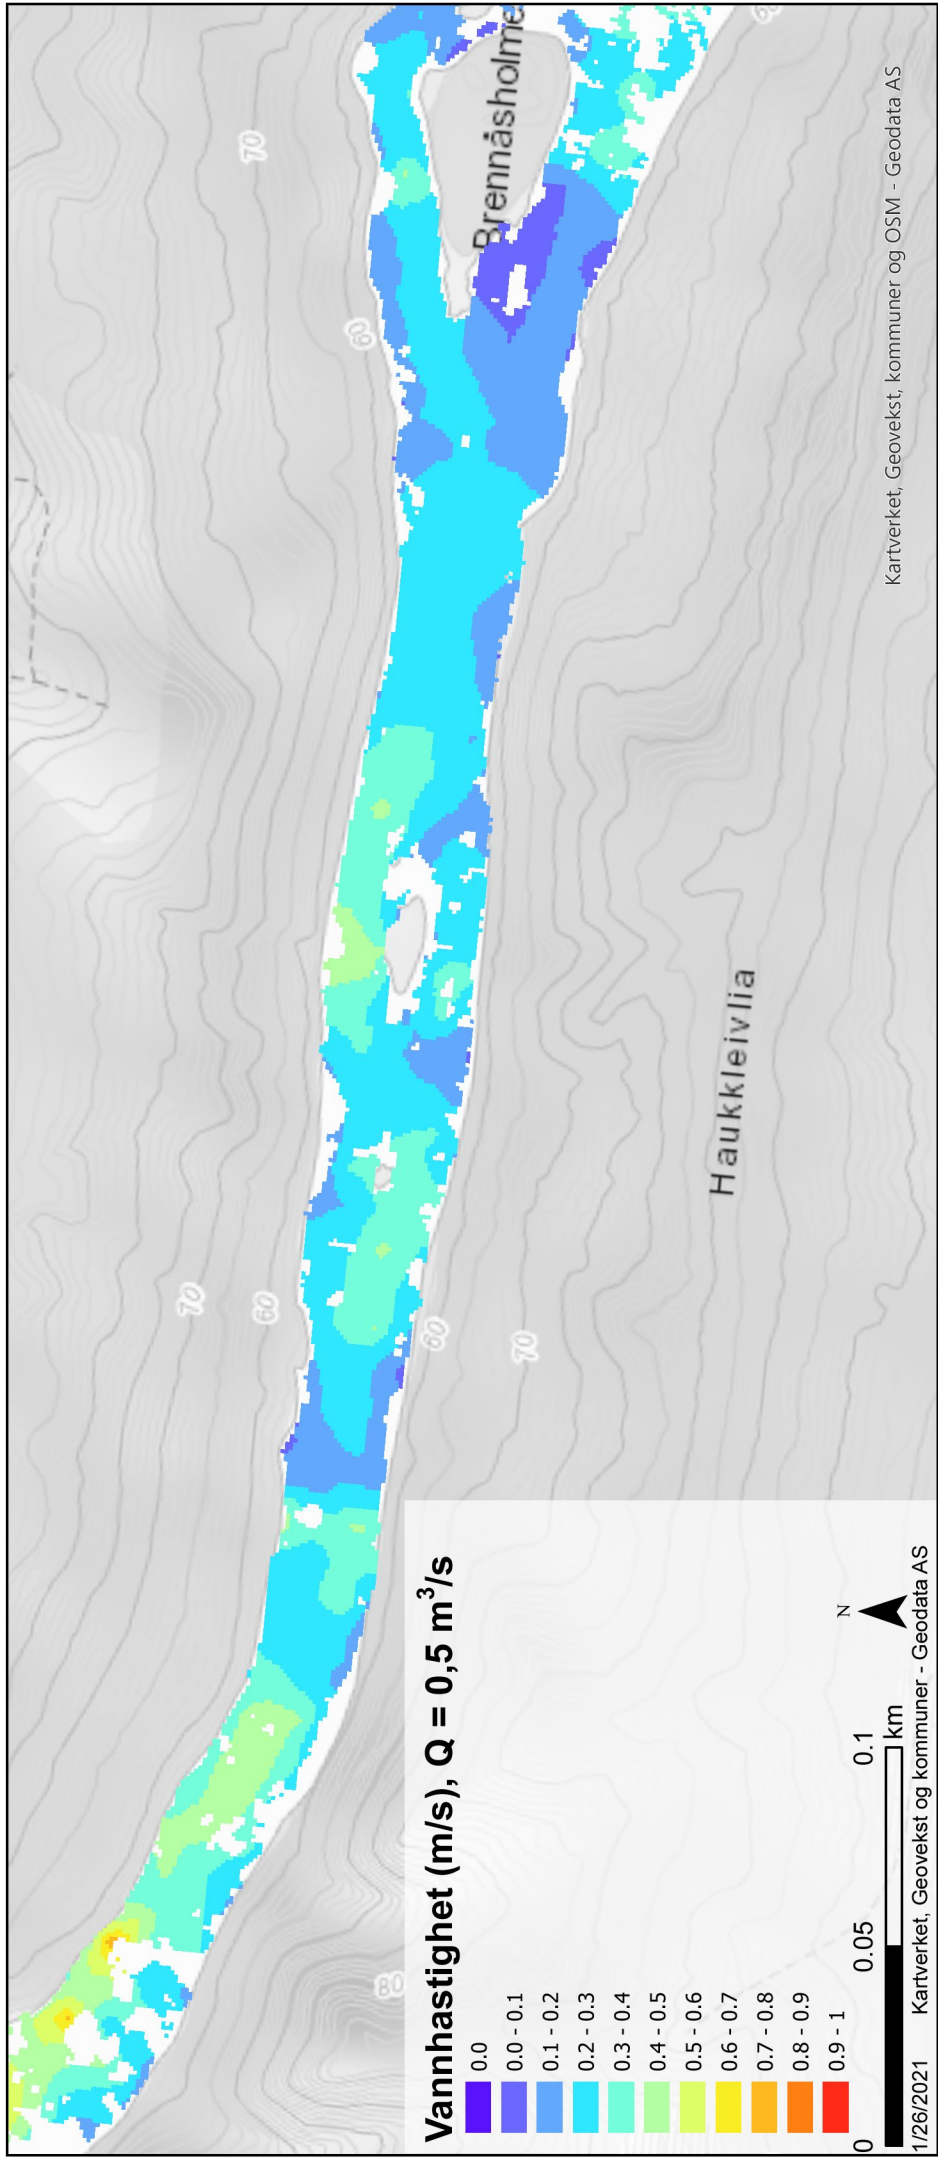 Vannhastighet (m/s), Q = 0,5 m³/s
0.0
0.0 - 0.1
0.1 - 0.2
0.2 - 0.3
0.3 - 0.4
0.4 - 0.5
0.5 - 0.6
0.6 - 0.7
0.7 - 0.8
0.8 - 0.9
0.9 - 1
0 0.05 0.1
km
N
1/26/2021 Kartverket, Geovekst og kommuner - Geodata AS
80
70
60
60
70
Haukkleivlia
60
70
Brennåsholme
60
Kartverket, Geovekst, kommuner og OSM - Geodata AS